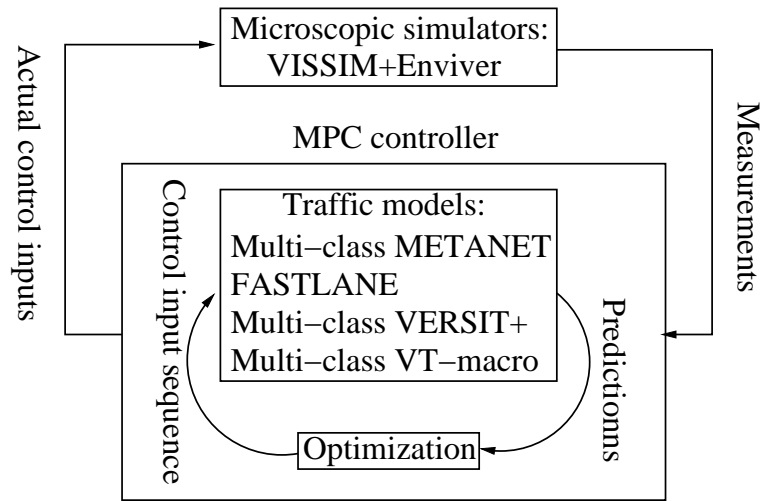 Microscopic simulators:
VISSIM+Enviver
Actual control inputs
Measurements
MPC controller
Control input sequence
Traffic models:
Multi−class METANET
FASTLANE
Multi−class VERSIT+
Multi−class VT−macro
Predictionns
Optimization